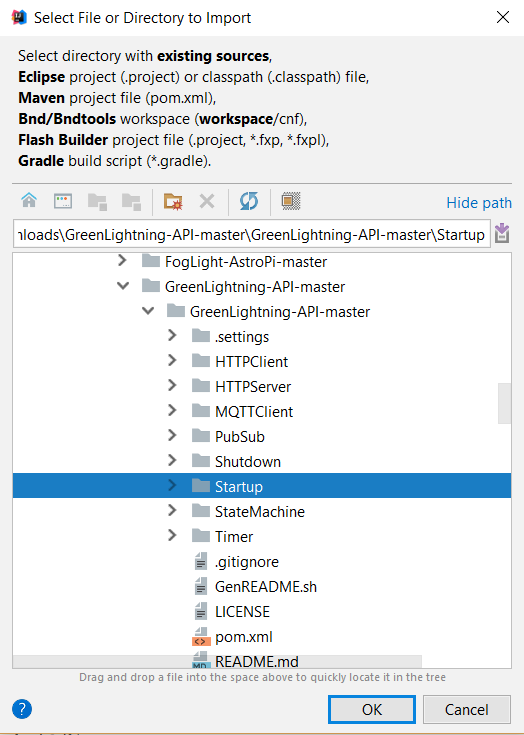 Select File or Directory to Import
Select directory with existing sources,
Eclipse project (.project) or classpath (.classpath) file,
Maven project file (pom.xml),
Bnd/Bndtools workspace (workspace/cnf),
Flash Builder project file (.project, *.fxp, *.fxpl),
Gradle build script (*.gradle).
Hide path
nloads\GreenLightning-API-master\GreenLightning-API-master\Startup
FogLight-AstroPi-master
GreenLightning-API-master
GreenLightning-API-master
.settings
HTTPClient
HTTPServer
MQTTClient
PubSub
Shutdown
Startup
StateMachine
Timer
.gitignore
GenREADME.sh
LICENSE
pom.xml
README.md
Drag and drop a file into the space above to quickly locate it in the tree
? OK Cancel